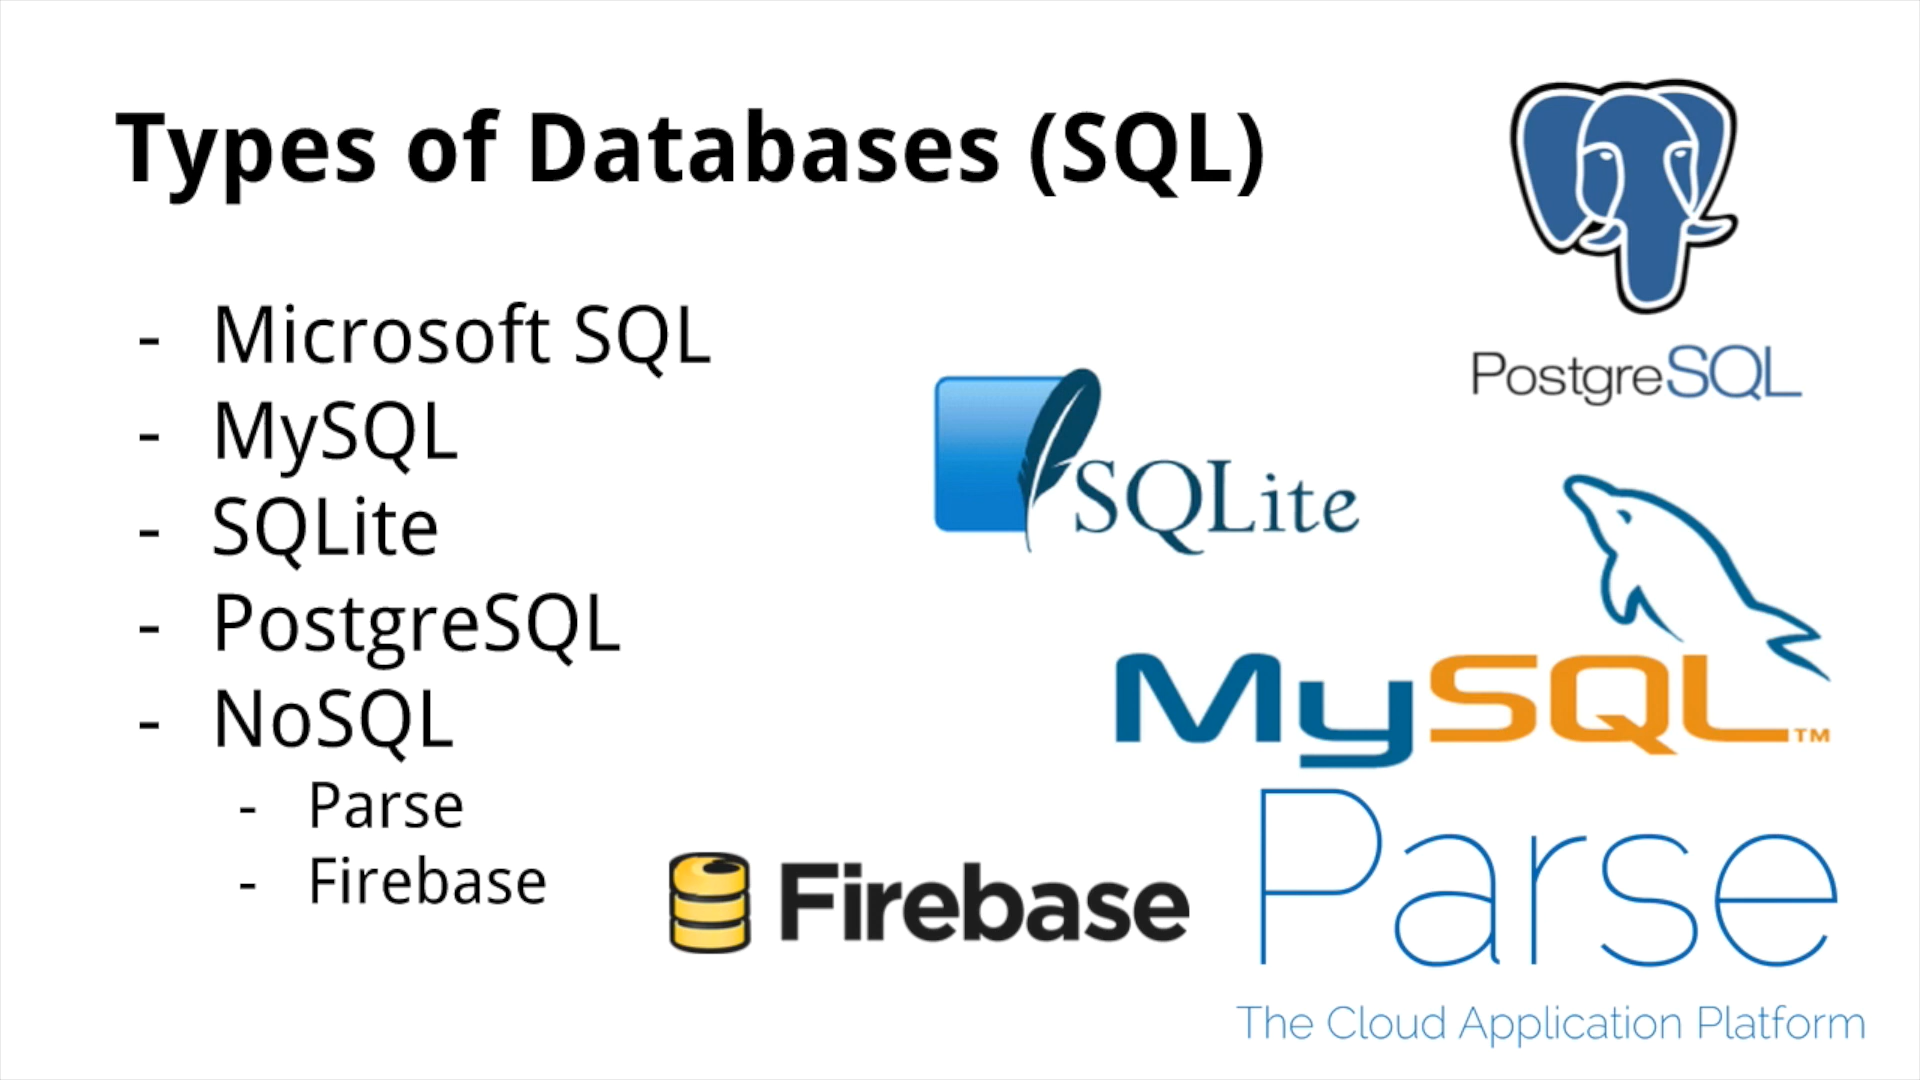 Types of Databases (SQL)
- Microsoft SQL
- MySQL
- SQLite
- PostgreSQL
- NoSQL
- Parse
- Firebase
PostgreSQL
SQLite
MySQL™
Firebase
Parse
The Cloud Application Platform